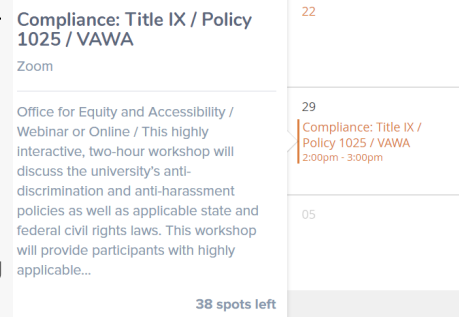 Compliance: Title IX / Policy
1025 / VAWA
Zoom
Office for Equity and Accessibility /
Webinar or Online / This highly
interactive, two-hour workshop will
discuss the university's anti-
discrimination and anti-harassment
policies as well as applicable state and
federal civil rights laws. This workshop
will provide participants with highly
applicable...
38 spots left
22
29
Compliance: Title IX /
Policy 1025 / VAWA
2:00pm - 3:00pm
05